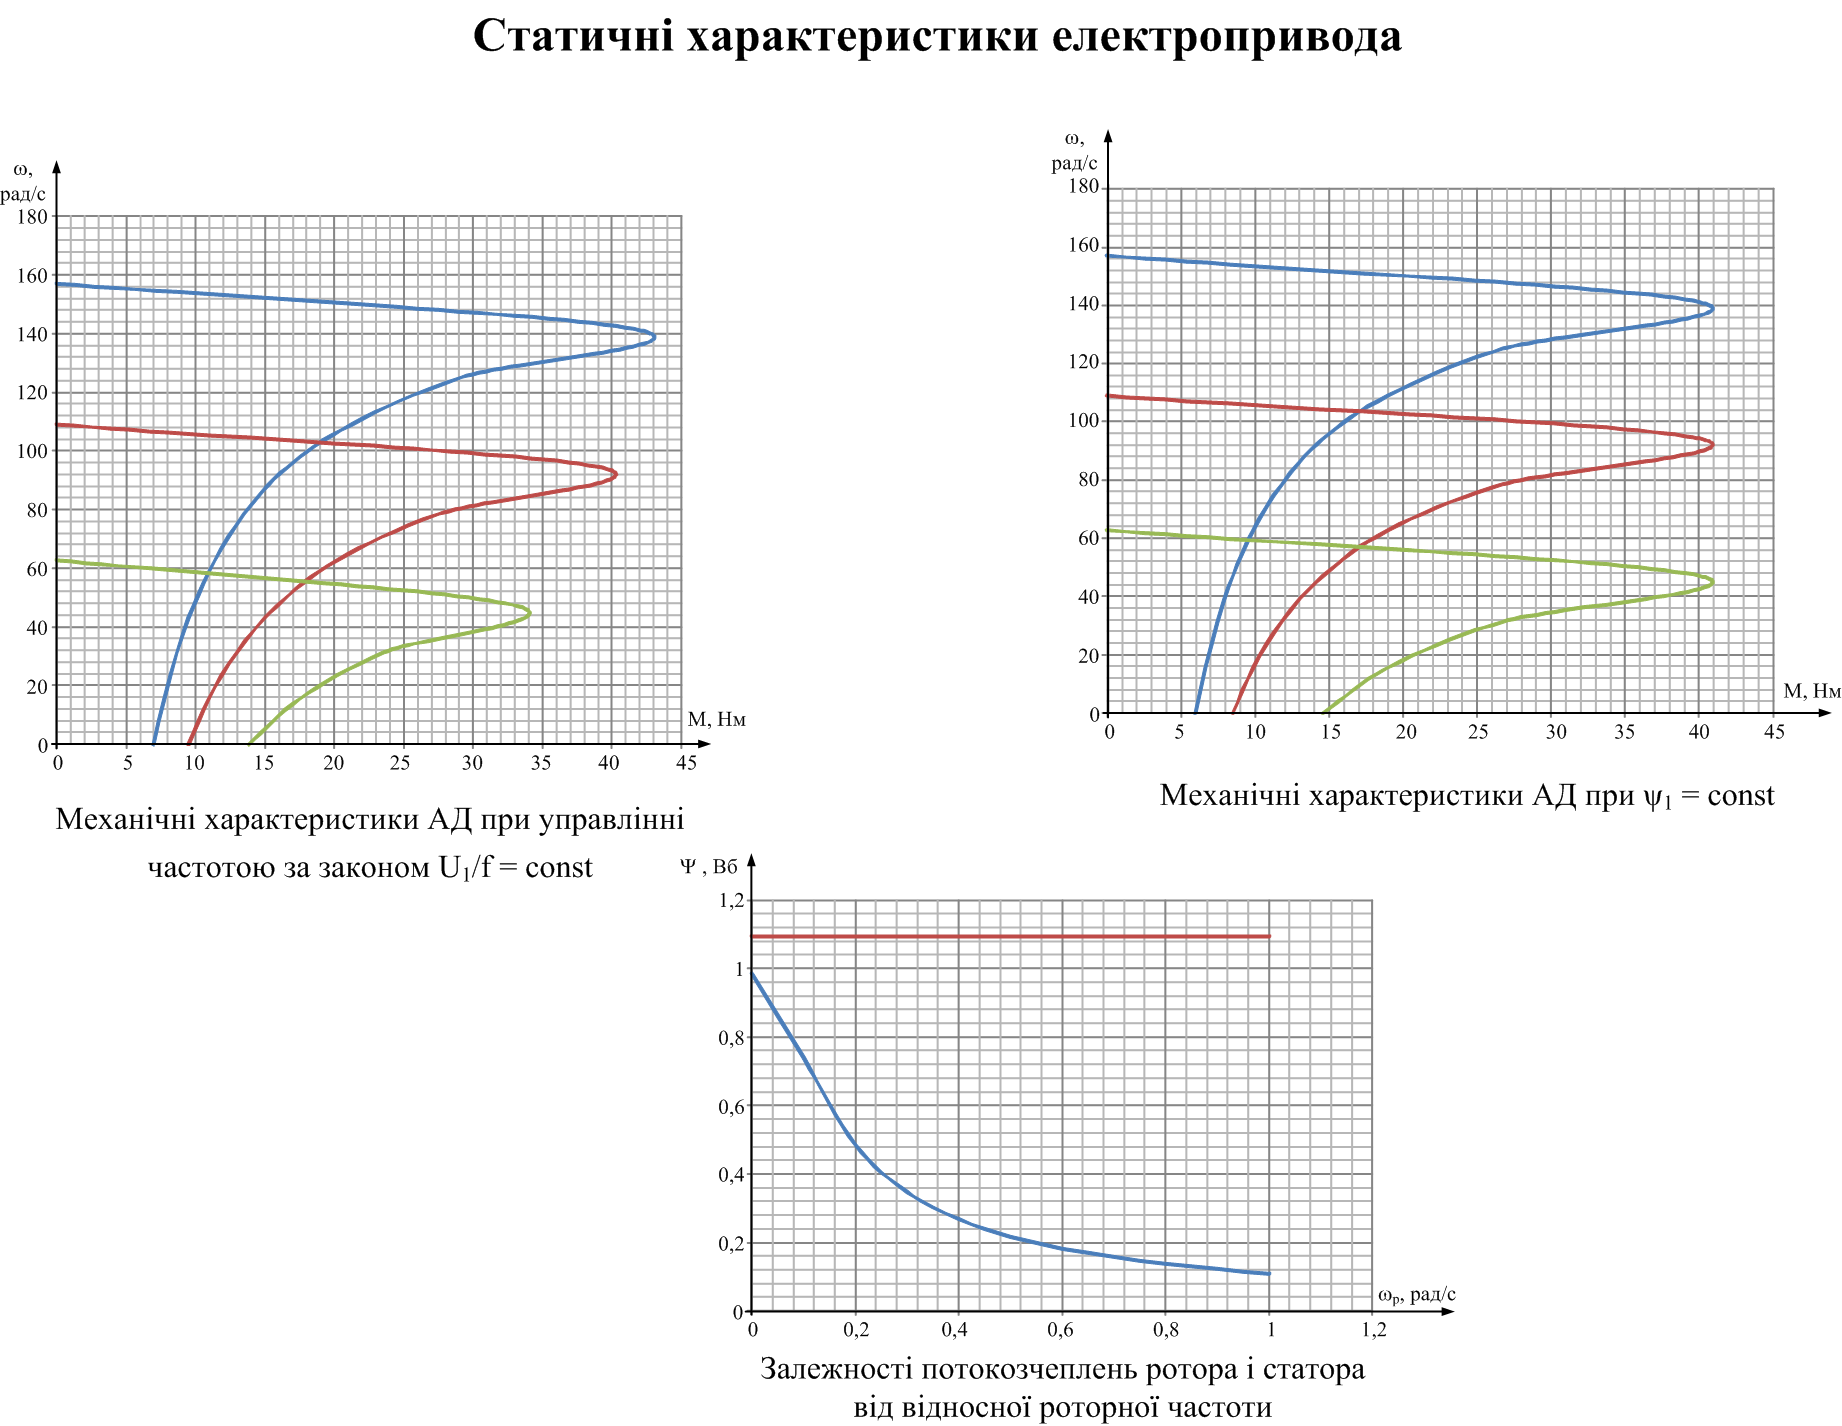 Статичні характеристики електропривода
ω,
рад/с
180
160
140
120
100
80
60
40
20
0
0 5 10 15 20 25 30 35 40 45
М, Нм
Механічні характеристики АД при управлінні
частотою за законом U₁/f = const
ω,
рад/с
180
160
140
120
100
80
60
40
20
0
0 5 10 15 20 25 30 35 40 45
М, Нм
Механічні характеристики АД при ψ₁ = const
Ψ , Вб
1,2
1
0,8
0,6
0,4
0,2
0
0 0,2 0,4 0,6 0,8 1 1,2
ωₚ, рад/с
Залежності потокозчеплень ротора і статора
від відносної роторної частоти